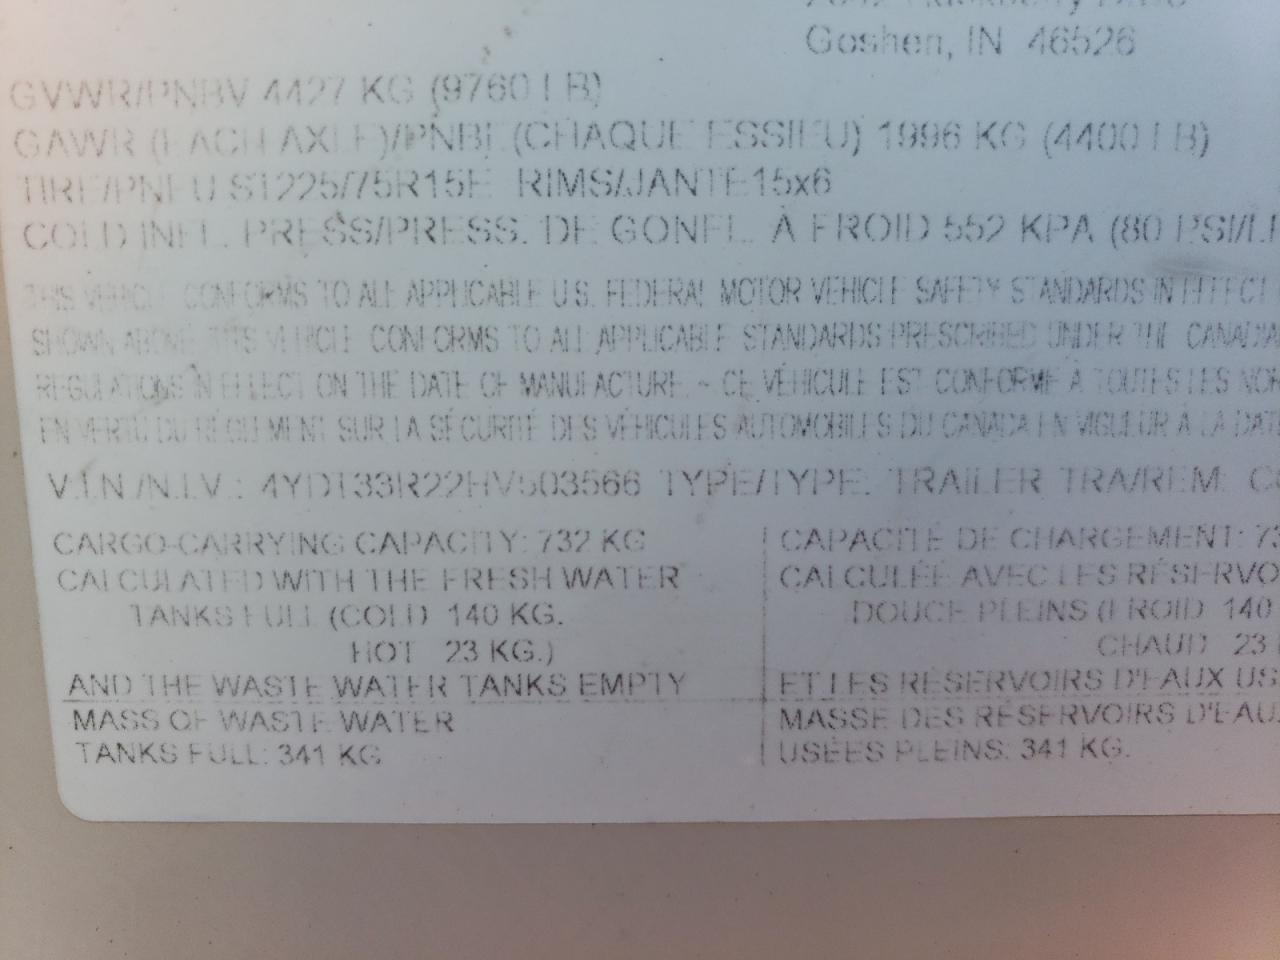 Goshen, IN 46526
GVWR/PNBV 4427 KG (9760 LB)
GAWR (EACH AXLE)/PNBE (CHAQUE ESSIEU) 1996 KG (4400 LB)
TIRE/PNEU ST225/75R15E RIMS/JANTE 15x6
COLD INFL. PRESS/PRESS. DE GONFL. À FROID 552 KPA (80 PSI/
THIS VEHICLE CONFORMS TO ALL APPLICABLE U.S. FEDERAL MOTOR VEHICLE SAFETY STANDARDS IN EFFECT
SHOWN ABOVE THIS VEHICLE CONFORMS TO ALL APPLICABLE STANDARDS PRESCRIBED UNDER THE
REGULATIONS IN EFFECT ON THE DATE OF MANUFACTURE. - CE VÉHICULE EST CONFORME À TOUTES LES
EN VERTU DU RÉGLEMENT SUR LA SÉCURITÉ DES VÉHICULES AUTOMOBILES DU CANADA EN VIGUEUR À LA
V.I.N./N.I.V.: 4YDT33R22HV503566 TYPE/TYPE: TRAILER TRA/REM:
CARGO-CARRYING CAPACITY: 732 KG
CALCULATED WITH THE FRESH WATER
TANKS FULL (COLD 140 KG.
HOT 23 KG.)
AND THE WASTE WATER TANKS EMPTY
MASS OF WASTE WATER
TANKS FULL: 341 KG
CAPACITÉ DE CHARGEMENT:
CALCULÉE AVEC LES
DOUCE PLEINS (FROID 140
CHAUD 23
ET LES RÉSERVOIRS D'EAUX
MASSE DES RÉSERVOIRS
USÉES PLEINS: 341 KG.